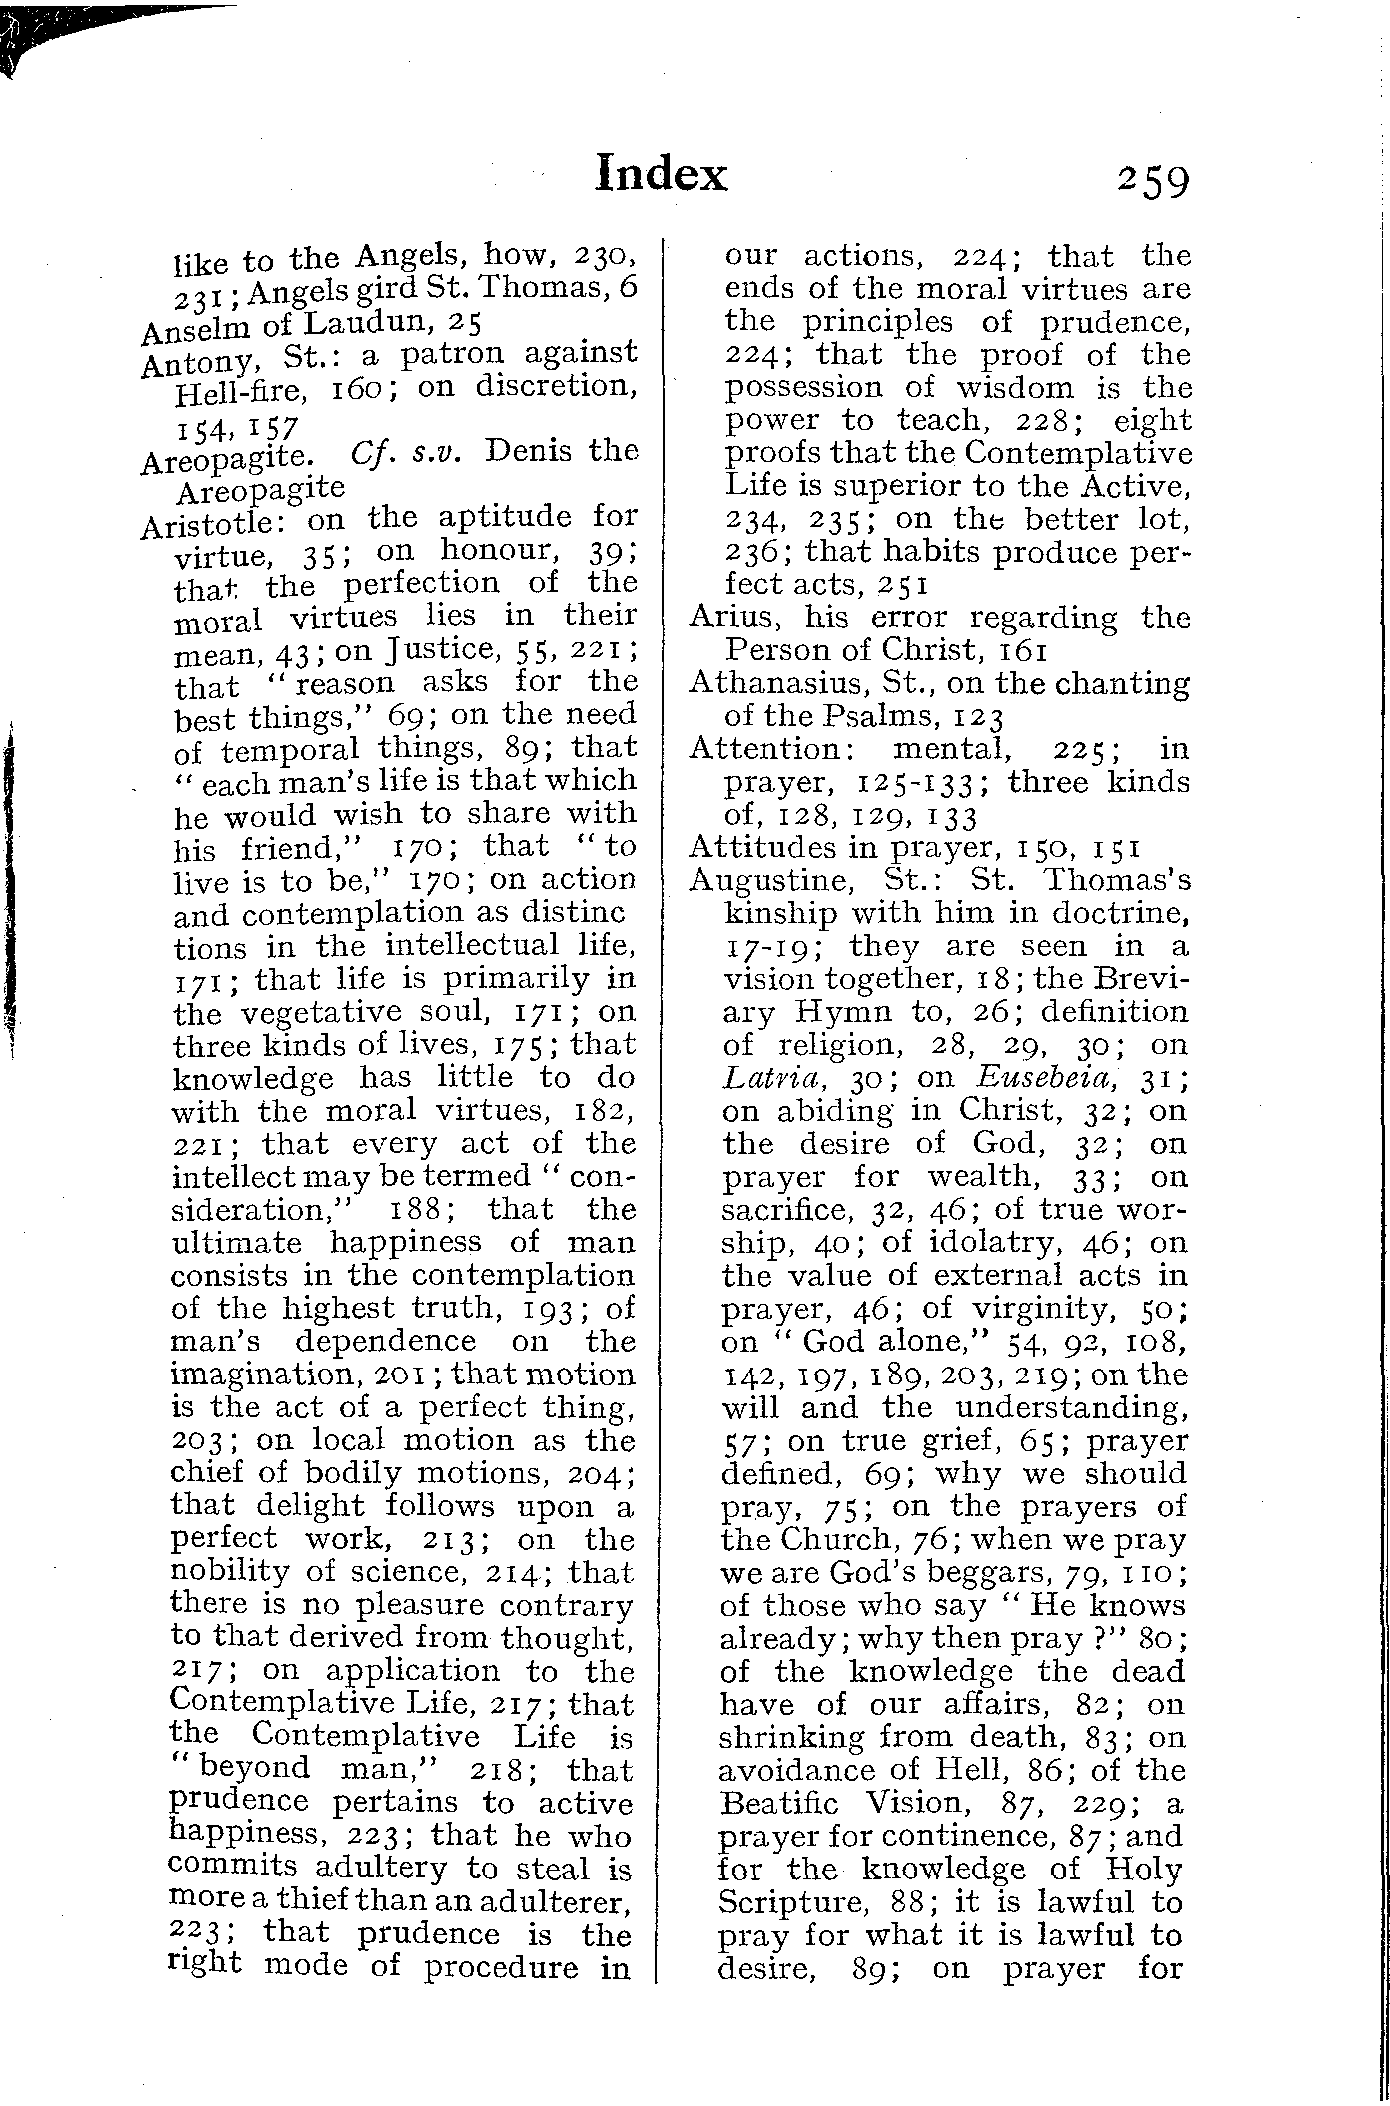 Index 259
like to the Angels, how, 230,
231; Angels gird St. Thomas, 6
Anselm of Laudun, 25
Antony, St.: a patron against
Hell-fire, 160; on discretion,
154, 157
Areopagite. Cf. s.v. Denis the
Areopagite
Aristotle: on the aptitude for
virtue, 35; on honour, 39;
that the perfection of the
moral virtues lies in their
mean, 43; on Justice, 55, 221;
that "reason asks for the
best things," 69; on the need
of temporal things, 89; that
"each man's life is that which
he would wish to share with
his friend," 170; that "to
live is to be," 170; on action
and contemplation as distinc
tions in the intellectual life,
171; that life is primarily in
the vegetative soul, 171; on
three kinds of lives, 175; that
knowledge has little to do
with the moral virtues, 182,
221; that every act of the
intellect may be termed "con-
sideration," 188; that the
ultimate happiness of man
consists in the contemplation
of the highest truth, 193; of
man's dependence on the
imagination, 201; that motion
is the act of a perfect thing,
203; on local motion as the
chief of bodily motions, 204;
that delight follows upon a
perfect work, 213; on the
nobility of science, 214; that
there is no pleasure contrary
to that derived from thought,
217; on application to the
Contemplative Life, 217; that
the Contemplative Life is
"beyond man," 218; that
prudence pertains to active
happiness, 223; that he who
commits adultery to steal is
more a thief than an adulterer,
223; that prudence is the
right mode of procedure in
our actions, 224; that the
ends of the moral virtues are
the principles of prudence,
224; that the proof of the
possession of wisdom is the
power to teach, 228; eight
proofs that the Contemplative
Life is superior to the Active,
234, 235; on the better lot,
236; that habits produce per-
fect acts, 251
Arius, his error regarding the
Person of Christ, 161
Athanasius, St., on the chanting
of the Psalms, 123
Attention: mental, 225; in
prayer, 125-133; three kinds
of, 128, 129, 133
Attitudes in prayer, 150, 151
Augustine, St.: St. Thomas's
kinship with him in doctrine,
17-19; they are seen in a
vision together, 18; the Brevi-
ary Hymn to, 26; definition
of religion, 28, 29, 30; on
Latria, 30; on Eusebeia, 31;
on abiding in Christ, 32; on
the desire of God, 32; on
prayer for wealth, 33; on
sacrifice, 32, 46; of true wor-
ship, 40; of idolatry, 46; on
the value of external acts in
prayer, 46; of virginity, 50;
on "God alone," 54, 92, 108,
142, 197, 189, 203, 219; on the
will and the understanding,
57; on true grief, 65; prayer
defined, 69; why we should
pray, 75; on the prayers of
the Church, 76; when we pray
we are God's beggars, 79, 110;
of those who say "He knows
already; why then pray?" 80;
of the knowledge the dead
have of our affairs, 82; on
shrinking from death, 83; on
avoidance of Hell, 86; of the
Beatific Vision, 87, 229; a
prayer for continence, 87; and
for the knowledge of Holy
Scripture, 88; it is lawful to
pray for what it is lawful to
desire, 89; on prayer for